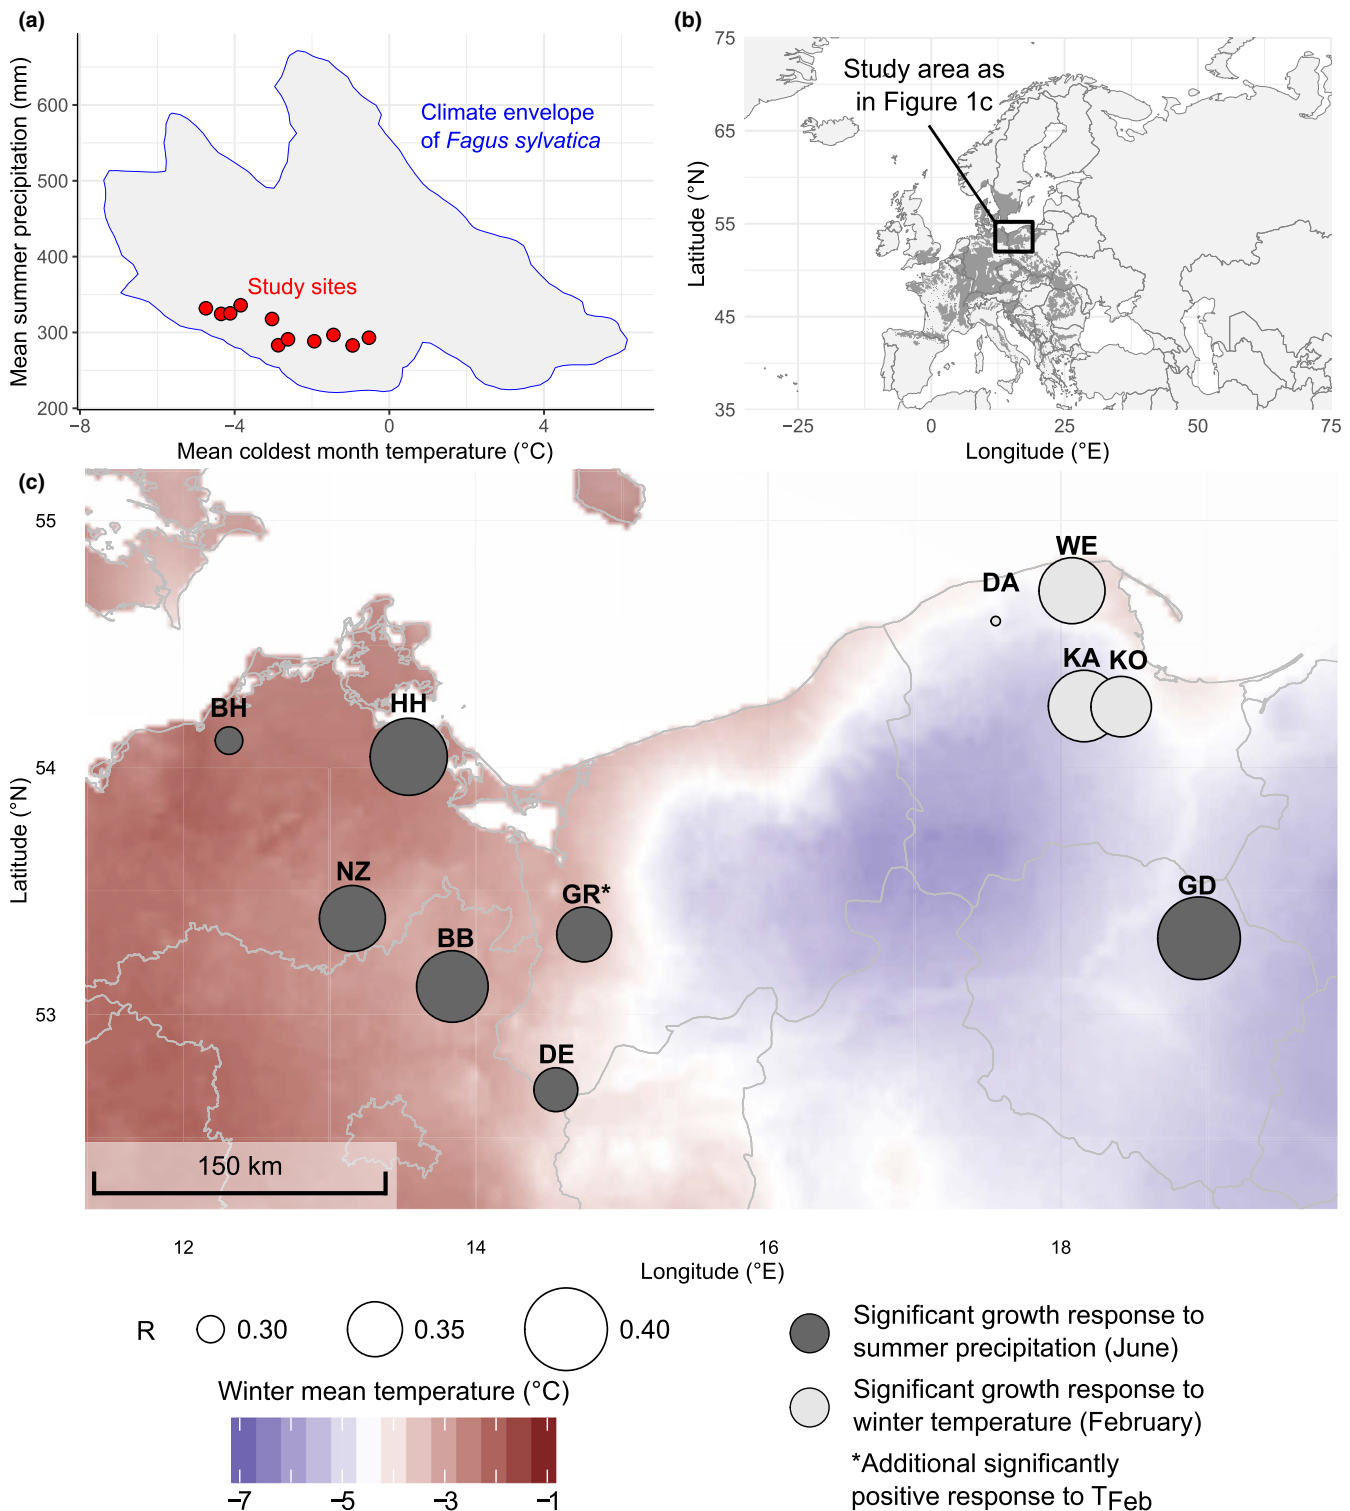 (a)
Mean summer precipitation (mm)
600
500
400
300
200
−8
−4
0
4
Mean coldest month temperature (°C)
Climate envelope
of Fagus sylvatica
Study sites
(b)
Latitude (°N)
75
65
55
45
35
−25
0
25
50
75
Longitude (°E)
Study area as
in Figure 1c
(c)
Latitude (°N)
55
54
53
12
14
16
18
Longitude (°E)
WE
DA
KA
KO
BH
HH
NZ
GR*
GD
BB
DE
150 km
R
0.30
0.35
0.40
Winter mean temperature (°C)
−7
−5
−3
−1
Significant growth response to
summer precipitation (June)
Significant growth response to
winter temperature (February)
*Additional significantly
positive response to TFeb